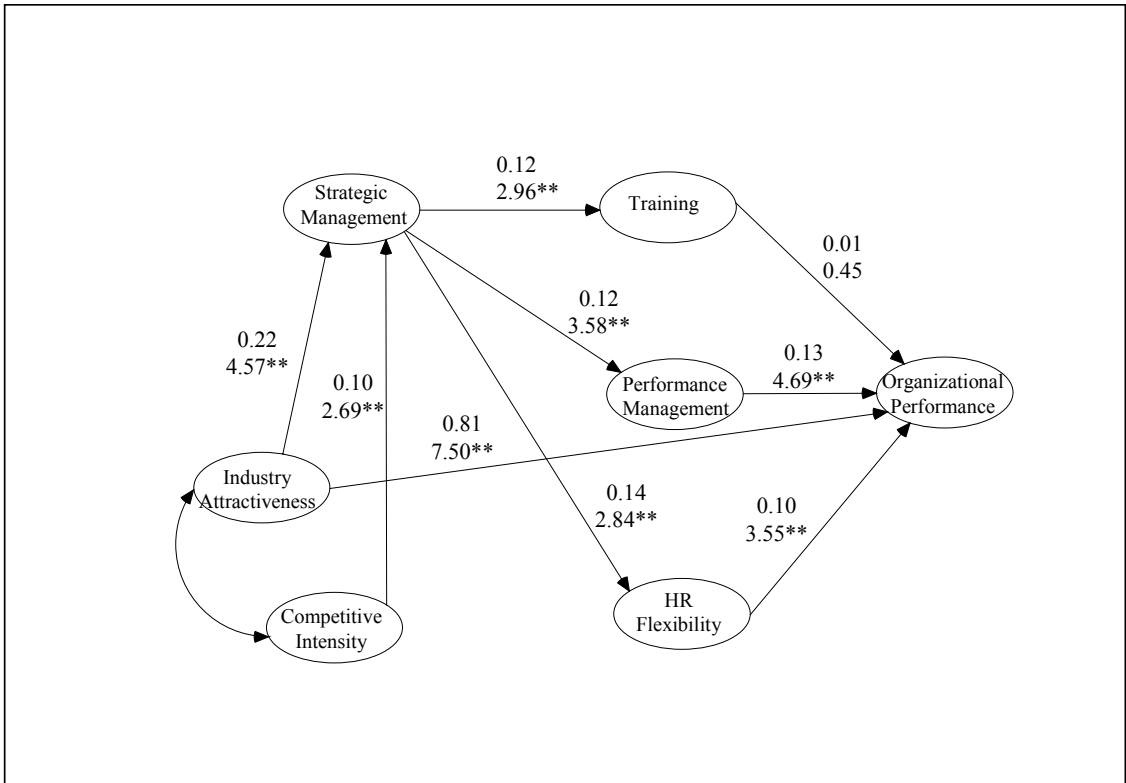 0.12
2.96**
Strategic
Management
Training
0.01
0.45
0.12
3.58**
0.22
4.57**
0.13
4.69**
0.10
2.69**
Performance
Management
Organizational
Performance
0.81
7.50**
Industry
Attractiveness
0.14
2.84**
0.10
3.55**
HR
Flexibility
Competitive
Intensity